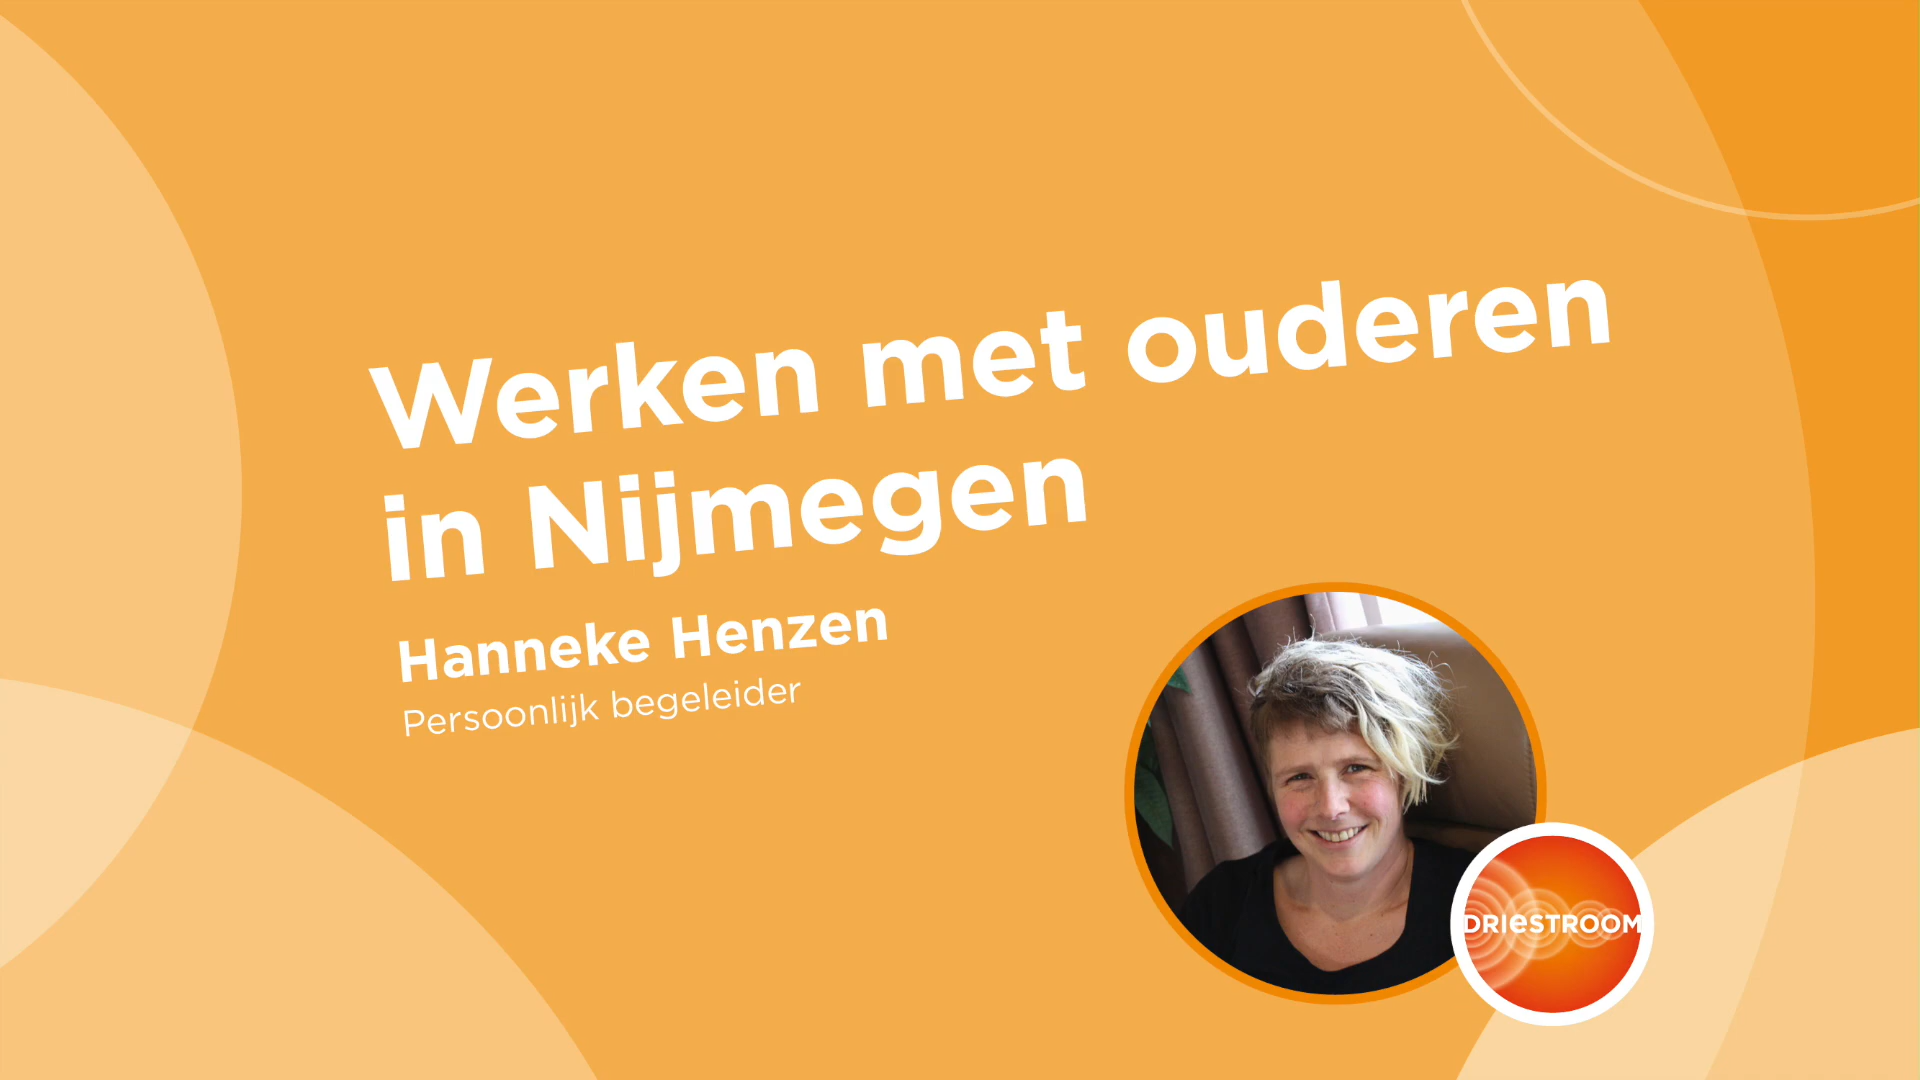 Werken met ouderen
in Nijmegen
Hanneke Henzen
Persoonlijk begeleider
DRIeSTROOM